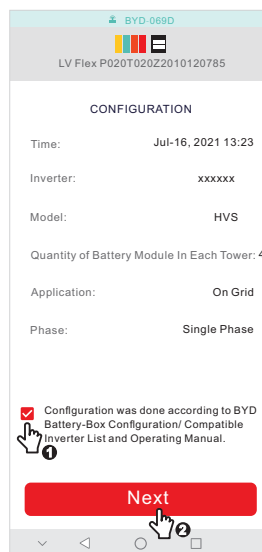 BYD-069D
LV Flex P020T020Z2010120785
CONFIGURATION
Time: Jul-16, 2021 13:23
Inverter: xxxxxx
Model: HVS
Quantity of Battery Module In Each Tower: 4
Application: On Grid
Phase: Single Phase
Configuration was done according to BYD
Battery-Box Configuration/ Compatible
Inverter List and Operating Manual.
1
Next
2